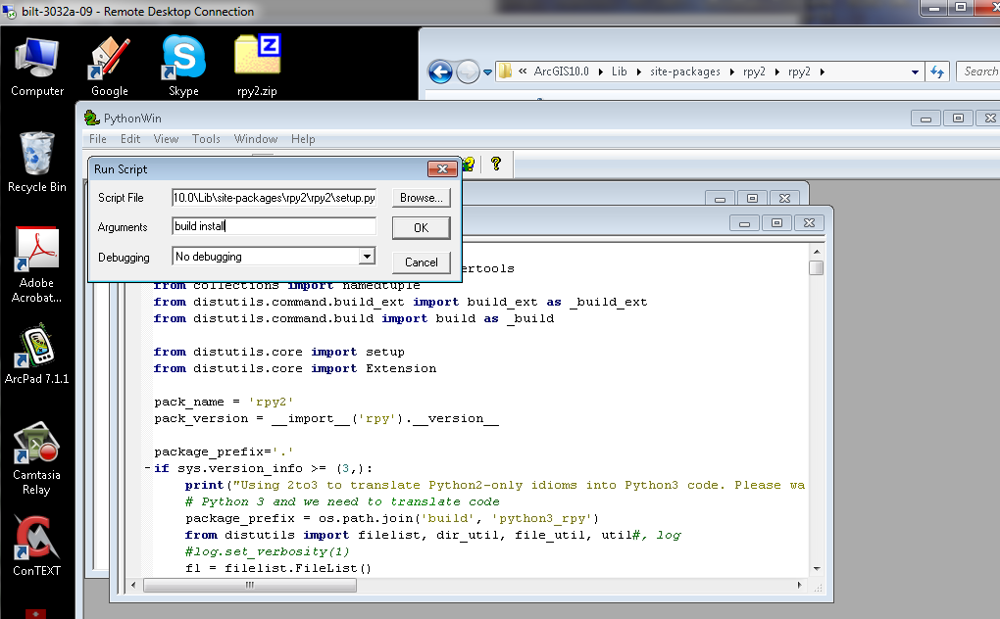 bilt-3032a-09 - Remote Desktop Connection
Computer
Google
Skype
Z
rpy2.zip
« ArcGIS10.0 ▸ Lib ▸ site-packages ▸ rpy2 ▸ rpy2 ▸
Search
Recycle Bin
Adobe
Acrobat...
ArcPad 7.1.1
Camtasia
Relay
ConTEXT
PythonWin
File Edit View Tools Window Help
Run Script
Script File
10.0\Lib\site-packages\rpy2\rpy2\setup.py
Browse...
Arguments
build install
OK
Debugging
No debugging
Cancel
ertools
from collections import namedtuple
from distutils.command.build_ext import build_ext as _build_ext
from distutils.command.build import build as _build
from distutils.core import setup
from distutils.core import Extension
pack_name = 'rpy2'
pack_version = __import__('rpy').__version__
package_prefix='.'
if sys.version_info >= (3,):
print("Using 2to3 to translate Python2-only idioms into Python3 code. Please wa
# Python 3 and we need to translate code
package_prefix = os.path.join('build', 'python3_rpy')
from distutils import filelist, dir_util, file_util, util#, log
#log.set_verbosity(1)
fl = filelist.FileList()